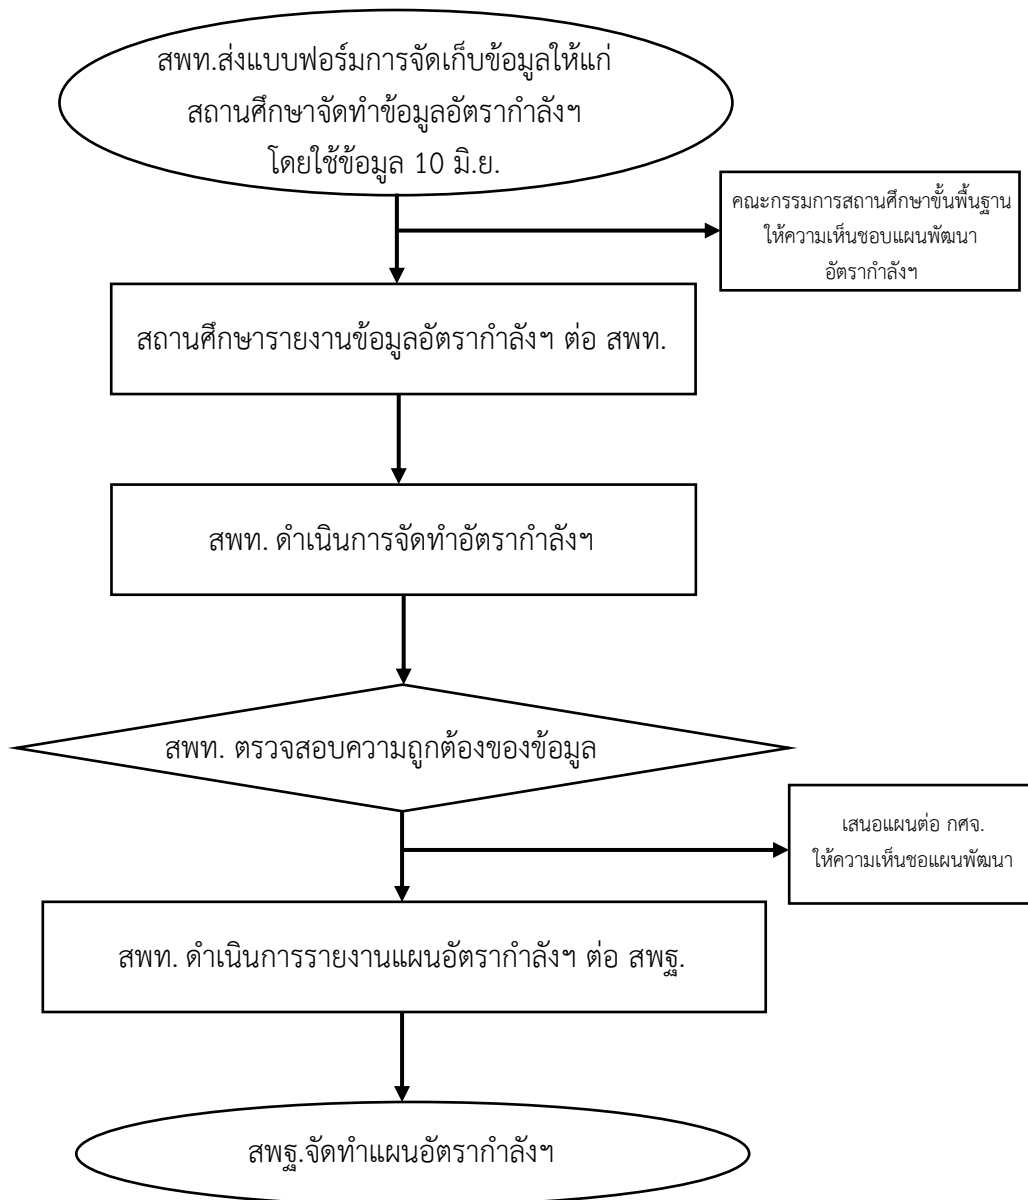 สพท.ส่งแบบฟอร์มการจัดเก็บข้อมูลให้แก่
สถานศึกษาจัดทำข้อมูลอัตรากำลังฯ
โดยใช้ข้อมูล 10 มิ.ย.
คณะกรรมการสถานศึกษาขั้นพื้นฐาน
ให้ความเห็นชอบแผนพัฒนา
อัตรากำลังฯ
สถานศึกษารายงานข้อมูลอัตรากำลังฯ ต่อ สพท.
สพท. ดำเนินการจัดทำอัตรากำลังฯ
สพท. ตรวจสอบความถูกต้องของข้อมูล
เสนอแผนต่อ กศจ.
ให้ความเห็นชอแผนพัฒนา
สพท. ดำเนินการรายงานแผนอัตรากำลังฯ ต่อ สพฐ.
สพฐ.จัดทำแผนอัตรากำลังฯ